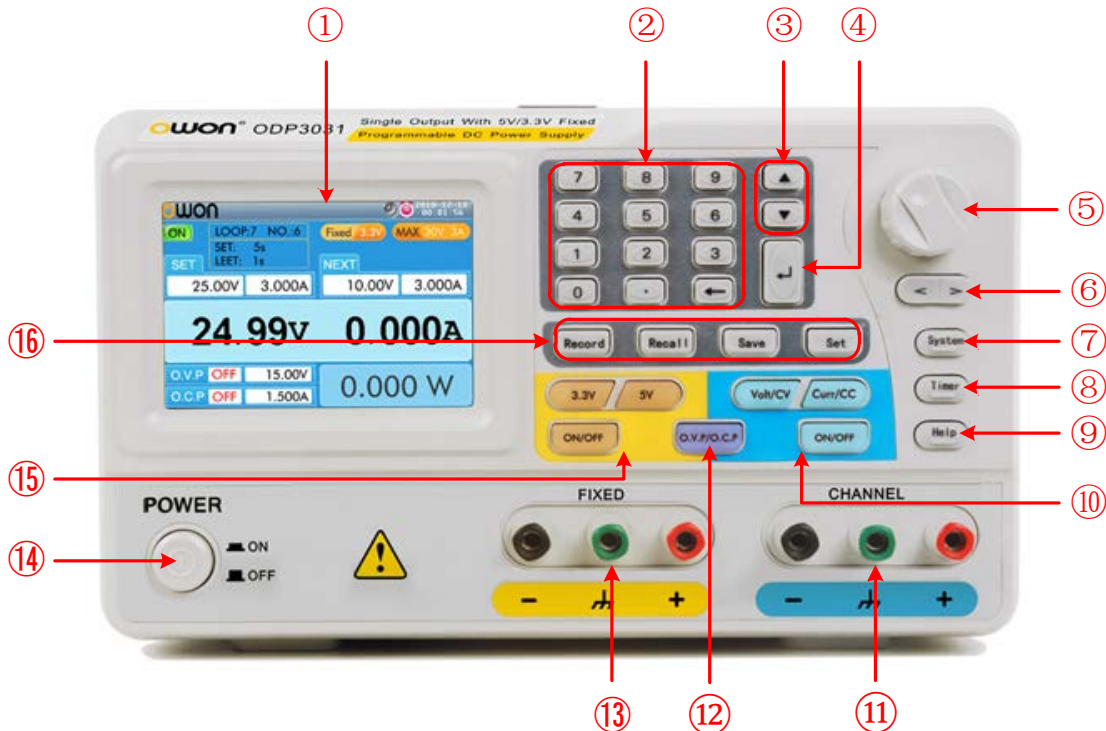 ① ② ③ ④
owon® ODP3031 Single Output With 5V/3.3V Fixed
Programmable DC Power Supply
owon
ON LOOP:7 NO.:6 Fixed 3.3V MAX 30V 3A
SET: 5s
LEET: 1s
SET NEXT
25.00V 3.000A 10.00V 3.000A
24.99V 0.000A
O.V.P OFF 15.00V
O.C.P OFF 1.500A
0.000 W
7 8 9 ▲
4 5 6 ▼
1 2 3 ↵
0 . ←
⑤
< > ⑥
⑯ Record Recall Save Set
System ⑦
3.3V 5V Volt/CV Curr/CC
Timer ⑧
ON/OFF O.V.P/O.C.P ON/OFF
Help ⑨
⑮ ⑩
POWER
FIXED CHANNEL
⑭
ON
OFF
!
− +
− +
⑬ ⑫ ⑪